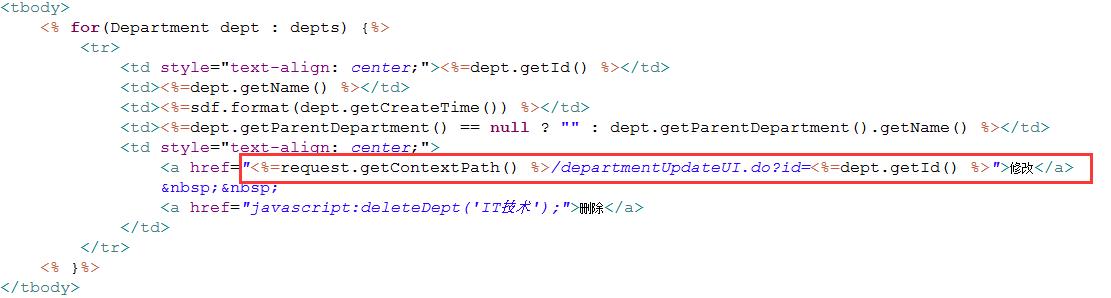 <tbody>
<% for(Department dept : depts) {%>
<tr>
<td style="text-align: center;"><%=dept.getId() %></td>
<td><%=dept.getName() %></td>
<td><%=sdf.format(dept.getCreateTime()) %></td>
<td><%=dept.getParentDepartment() == null ? "" : dept.getParentDepartment().getName() %></td>
<td style="text-align: center;">
<a href="<%=request.getContextPath() %>/departmentUpdateUI.do?id=<%=dept.getId() %>">修改</a>
&nbsp;&nbsp;
<a href="javascript:deleteDept('IT技术');">删除</a>
</td>
</tr>
<% }%>
</tbody>